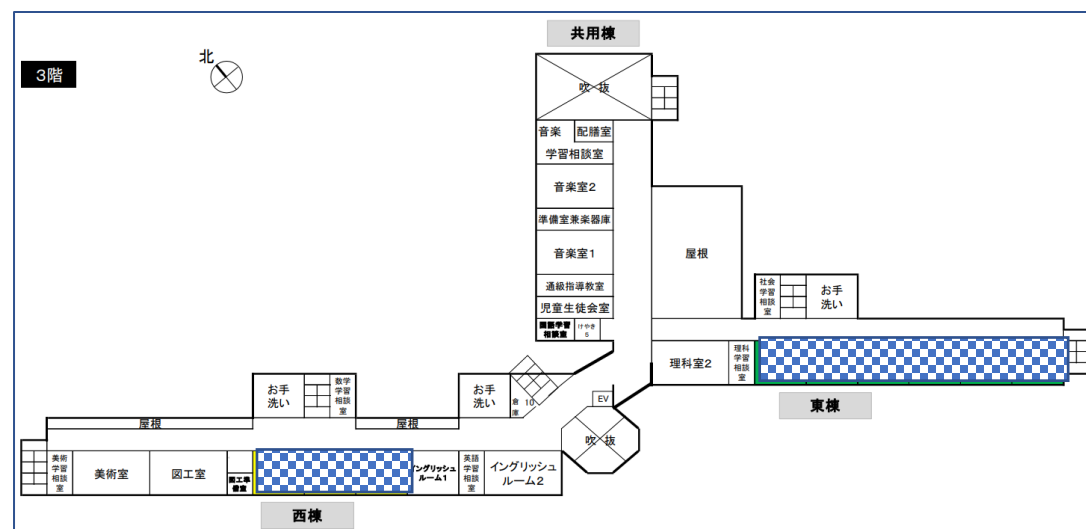 共用棟
北
3階
吹 抜
音楽
配膳室
学習相談室
音楽室2
準備室兼楽器庫
音楽室1
通級指導教室
児童生徒会室
国語学習
相談室
けやき
5
屋根
社会
学習
相談
室
お手
洗い
理科室2
理科
学習
相談
室
東棟
お手
洗い
数学
学習
相談
室
お手
洗い
倉
庫
10
EV
吹 抜
屋根
屋根
美術
学習
相談
室
美術室
図工室
図工準
備室
イングリッシュ
ルーム1
英語
学習
相談
室
イングリッシュ
ルーム2
西棟